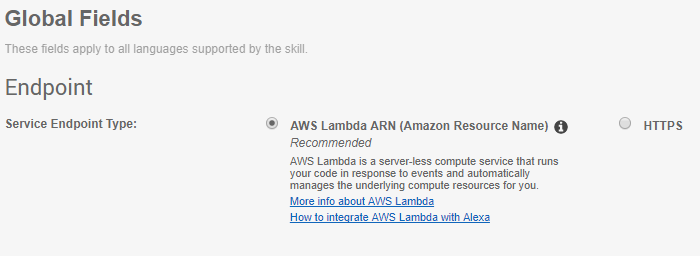 Global Fields
These fields apply to all languages supported by the skill.
Endpoint
Service Endpoint Type:
AWS Lambda ARN (Amazon Resource Name)
HTTPS
Recommended
AWS Lambda is a server-less compute service that runs
your code in response to events and automatically
manages the underlying compute resources for you.
More info about AWS Lambda
How to integrate AWS Lambda with Alexa